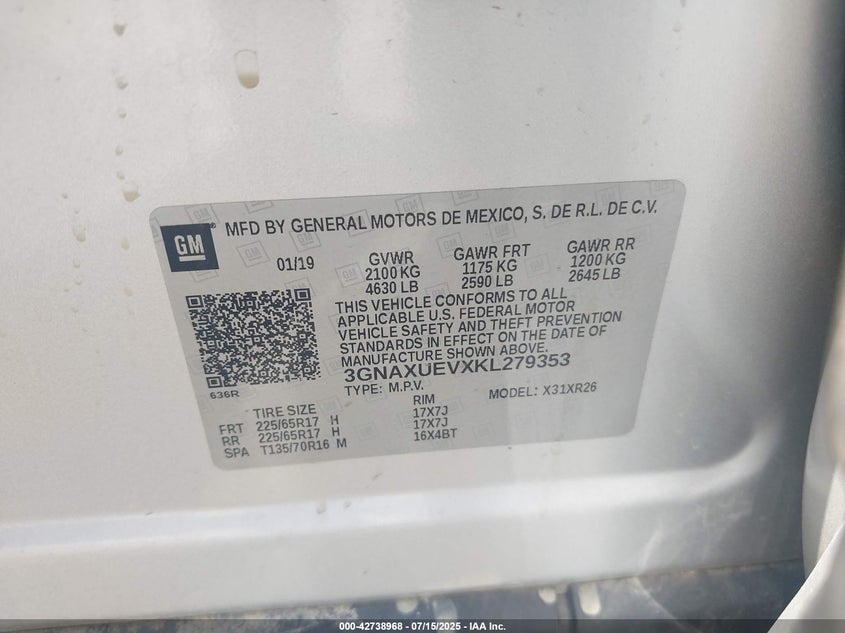 GM
MFD BY GENERAL MOTORS DE MEXICO, S. DE R.L. DE C.V.
01/19
GVWR GAWR FRT GAWR RR
2100 KG 1175 KG 1200 KG
4630 LB 2590 LB 2645 LB
THIS VEHICLE CONFORMS TO ALL
APPLICABLE U.S. FEDERAL MOTOR
VEHICLE SAFETY AND THEFT PREVENTION
STANDARDS IN EFFECT ON THE DATE OF
MANUFACTURE SHOWN ABOVE.
3GNAXUEVXKL279353
636R
TYPE: M.P.V. MODEL: X31XR26
TIRE SIZE RIM
FRT 225/65R17 H 17X7J
RR 225/65R17 H 17X7J
SPA T135/70R16 M 16X4BT
000-42738968 - 07/15/2025 - IAA Inc.